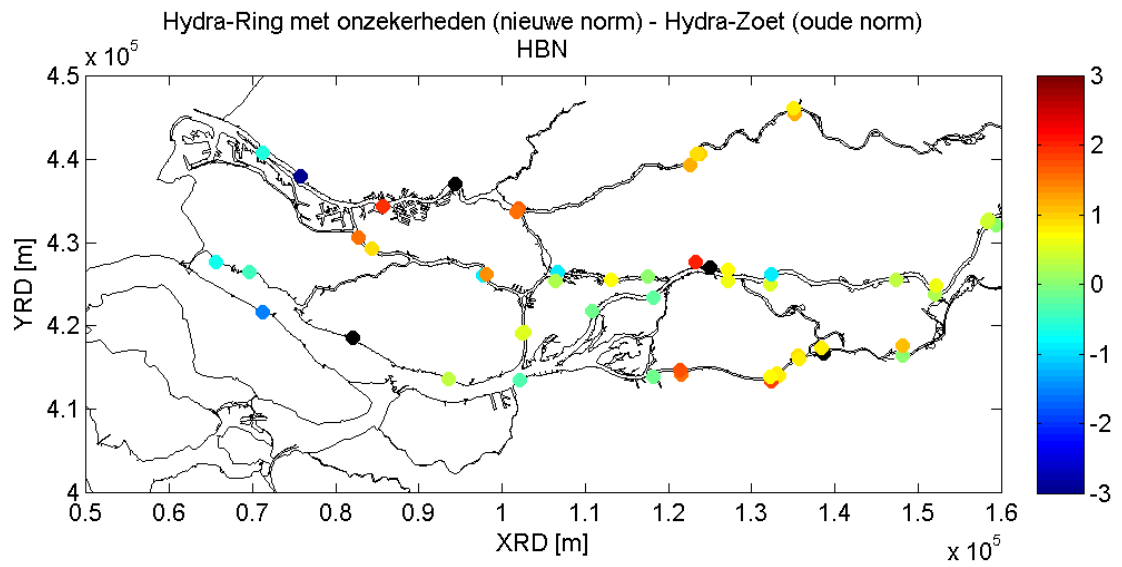 Hydra-Ring met onzekerheden (nieuwe norm) - Hydra-Zoet (oude norm)
HBN
x 10^5
4.5
4.4
4.3
4.2
4.1
4
YRD [m]
0.5 0.6 0.7 0.8 0.9 1 1.1 1.2 1.3 1.4 1.5 1.6
XRD [m]
x 10^5
3
2
1
0
-1
-2
-3